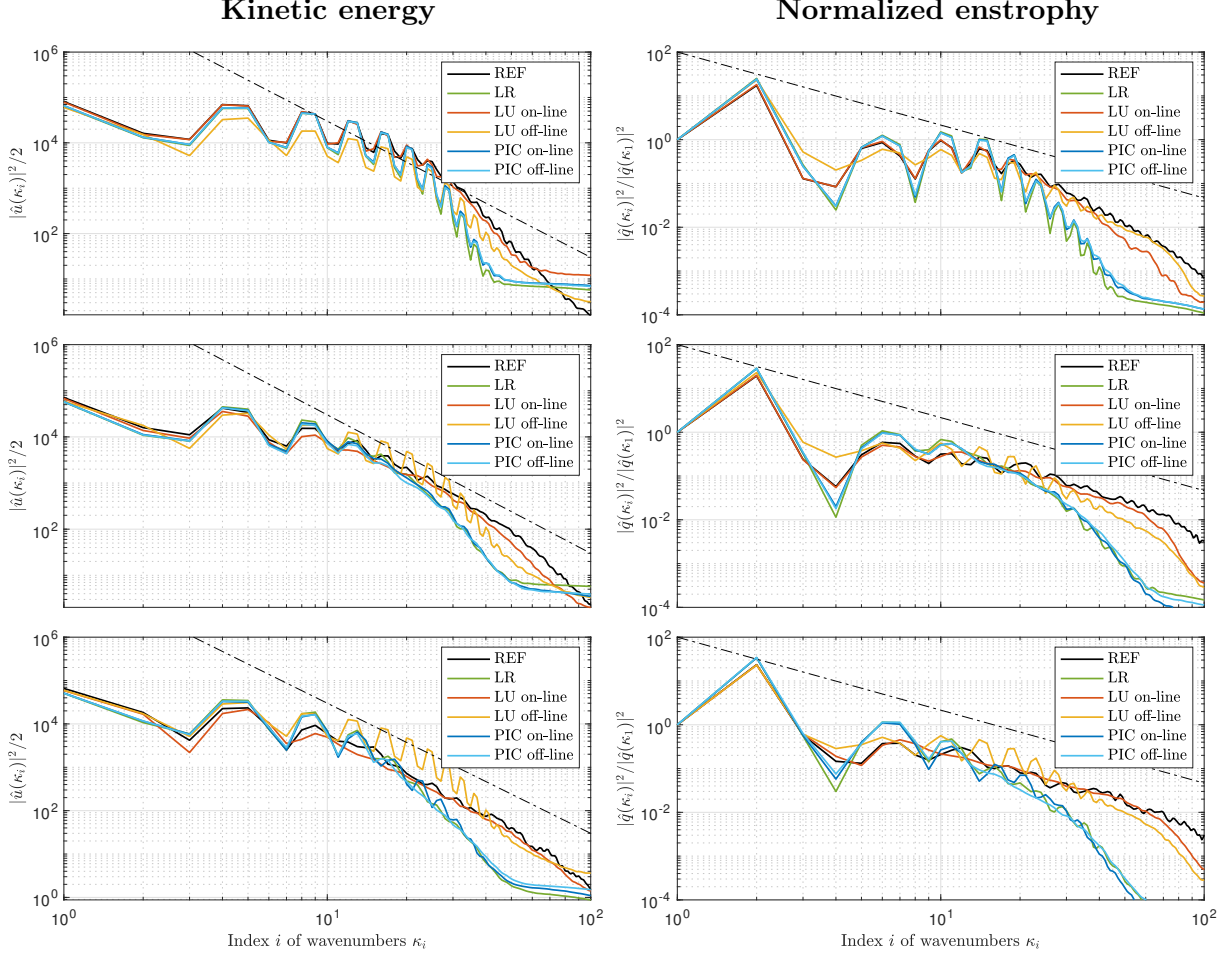 Kinetic energy
Normalized enstrophy
10^6
10^4
10^2
|û(κ_i)|^2/2
REF
LR
LU on-line
LU off-line
PIC on-line
PIC off-line
10^2
10^0
10^-2
10^-4
|q̂(κ_i)|^2/|q̂(κ_1)|^2
REF
LR
LU on-line
LU off-line
PIC on-line
PIC off-line
10^6
10^4
10^2
|û(κ_i)|^2/2
REF
LR
LU on-line
LU off-line
PIC on-line
PIC off-line
10^2
10^0
10^-2
10^-4
|q̂(κ_i)|^2/|q̂(κ_1)|^2
REF
LR
LU on-line
LU off-line
PIC on-line
PIC off-line
10^6
10^4
10^2
10^0
|û(κ_i)|^2/2
REF
LR
LU on-line
LU off-line
PIC on-line
PIC off-line
10^0
10^1
10^2
Index i of wavenumbers κ_i
10^2
10^0
10^-2
10^-4
|q̂(κ_i)|^2/|q̂(κ_1)|^2
REF
LR
LU on-line
LU off-line
PIC on-line
PIC off-line
10^0
10^1
10^2
Index i of wavenumbers κ_i